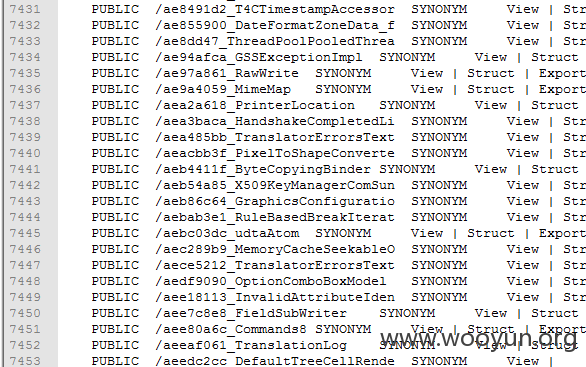 7431 PUBLIC /ae8491d2_T4CTimestampAccessor SYNONYM View | Str
7432 PUBLIC /ae855900_DateFormatZoneData_f SYNONYM View | Str
7433 PUBLIC /ae8dd47_ThreadPoolPooledThrea SYNONYM View | Str
7434 PUBLIC /ae94afca_GSSExceptionImpl SYNONYM View | Struct
7435 PUBLIC /ae97a861_RawWrite SYNONYM View | Struct | Export
7436 PUBLIC /ae9a4059_MimeMap SYNONYM View | Struct | Export
7437 PUBLIC /aea2a618_PrinterLocation SYNONYM View | Struct
7438 PUBLIC /aea3baca_HandshakeCompletedLi SYNONYM View | Str
7439 PUBLIC /aea485bb_TranslatorErrorsText SYNONYM View | Str
7440 PUBLIC /aeacbb3f_PixelToShapeConverte SYNONYM View | Str
7441 PUBLIC /aeb4411f_ByteCopyingBinder SYNONYM View | Struct
7442 PUBLIC /aeb54a85_X509KeyManagerComSun SYNONYM View | Str
7443 PUBLIC /aeb86c64_GraphicsConfiguratio SYNONYM View | Str
7444 PUBLIC /aebab3e1_RuleBasedBreakIterat SYNONYM View | Str
7445 PUBLIC /aebc03dc_udtaAtom SYNONYM View | Struct | Export
7446 PUBLIC /aec289b9_MemoryCacheSeekableO SYNONYM View | Str
7447 PUBLIC /aece5212_TranslatorErrorsText SYNONYM View | Str
7448 PUBLIC /aedf9090_OptionComboBoxModel SYNONYM View | Str
7449 PUBLIC /aee18113_InvalidAttributeIden SYNONYM View | Str
7450 PUBLIC /aee7c8e8_FieldSubWriter SYNONYM View | Struct
7451 PUBLIC /aee80a6c_Commands8 SYNONYM View | Struct | Export
7452 PUBLIC /aeeaf061_TranslationLog SYNONYM View | Struct
7453 PUBLIC /aeedc2cc_DefaultTreeCellRende SYNONYM View |
www.wooyun.org